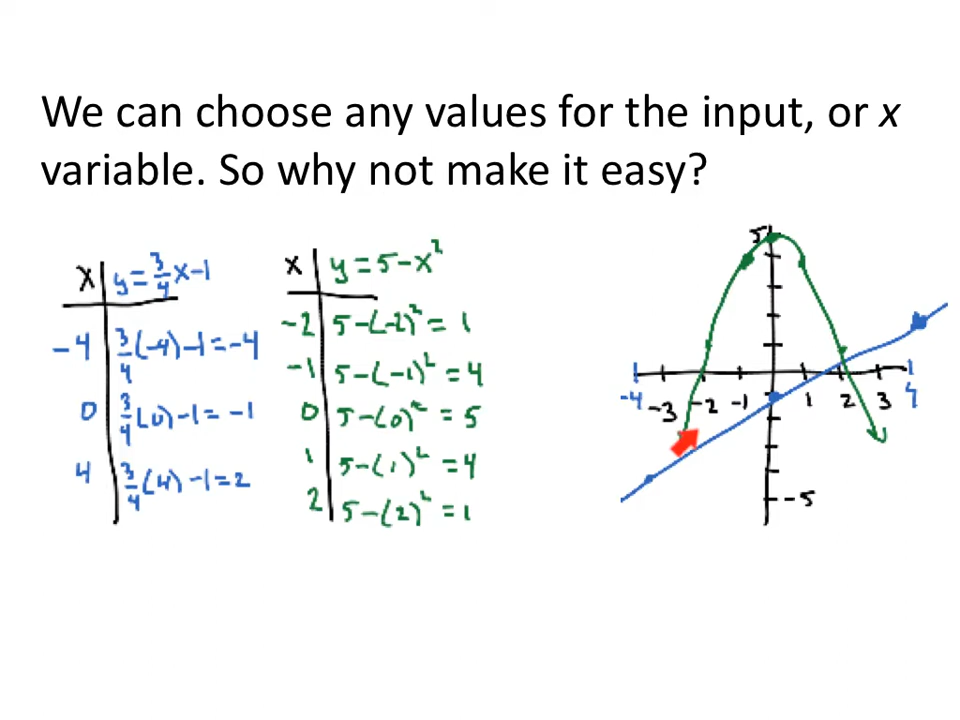 We can choose any values for the input, or x
variable. So why not make it easy?
x y = 3/4 x - 1
-4 3/4 (-4) - 1 = -4
0 3/4 (0) - 1 = -1
4 3/4 (4) - 1 = 2
x y = 5 - x²
-2 5 - (-2)² = 1
-1 5 - (-1)² = 4
0 5 - (0)² = 5
1 5 - (1)² = 4
2 5 - (2)² = 1
5
-4 -3 -2 -1 1 2 3 4
-5